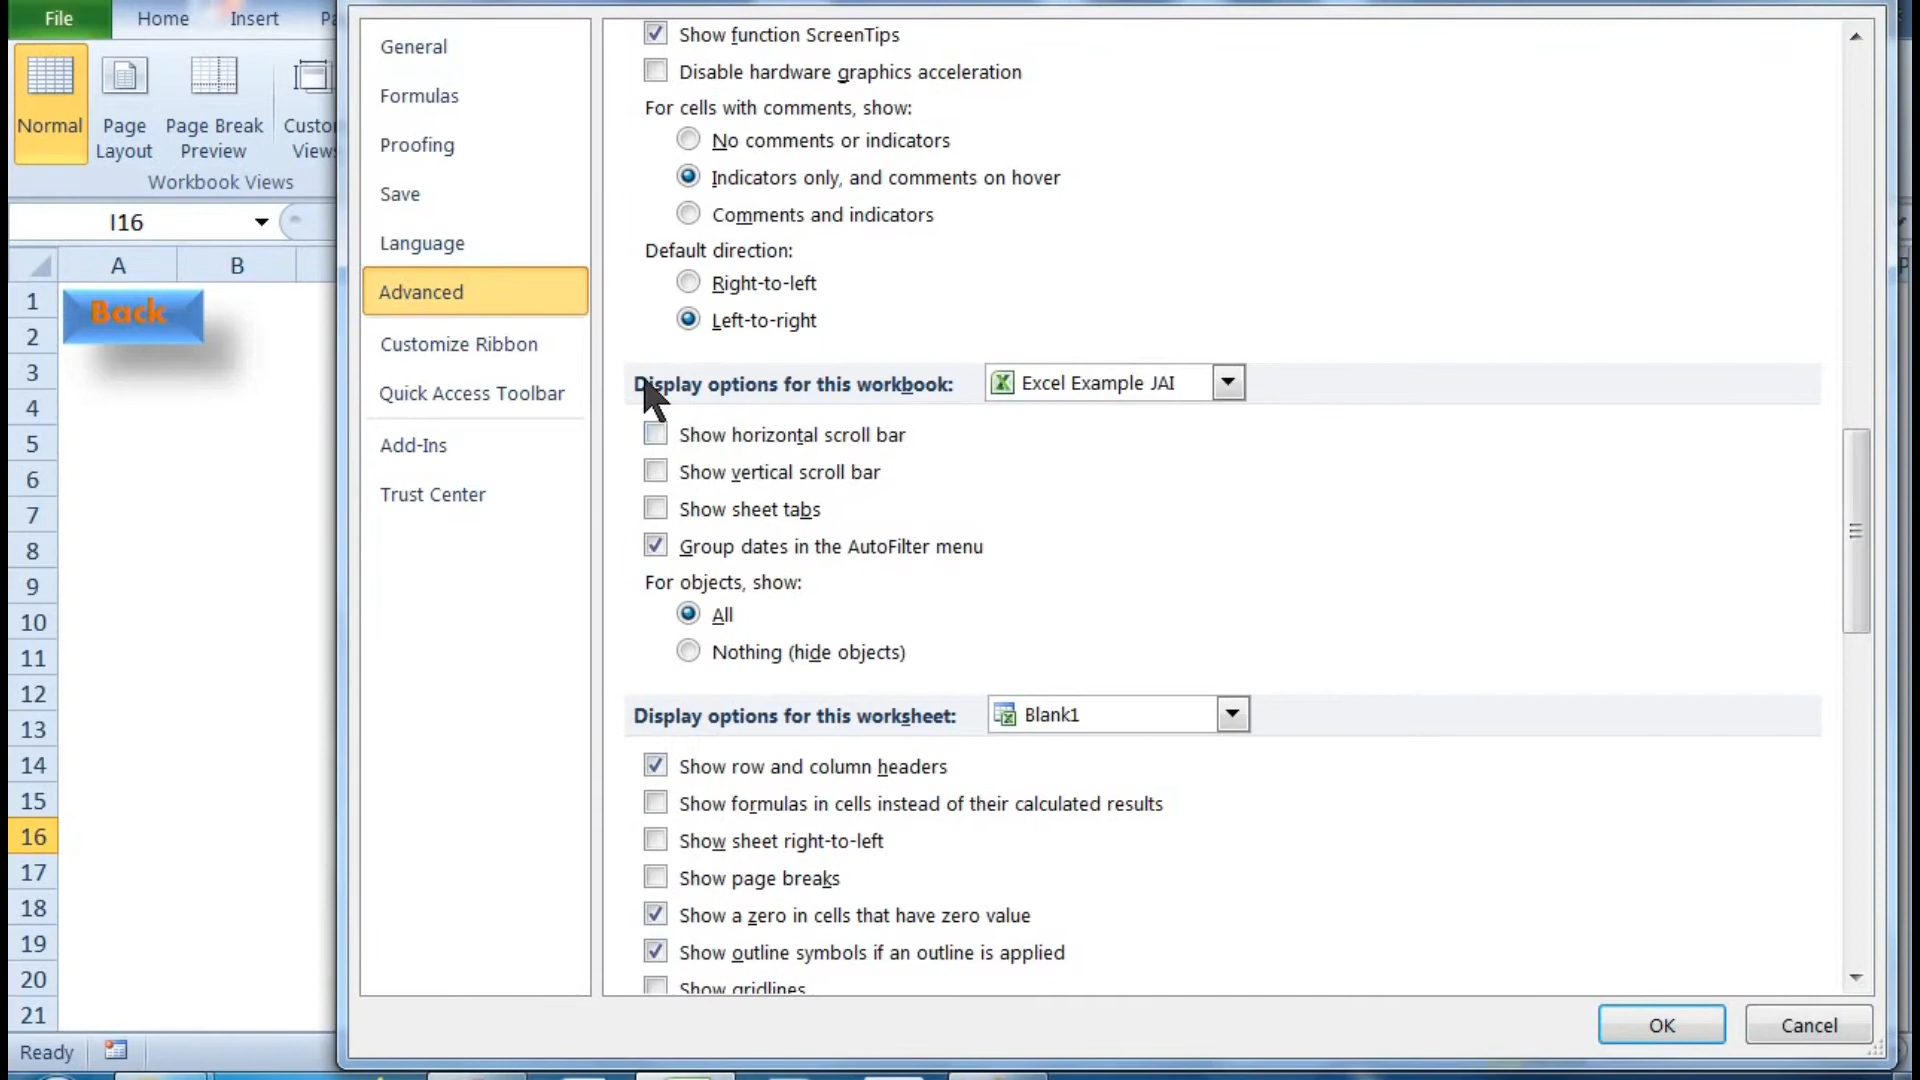 File
Home
Insert
Normal
Page Layout
Page Break Preview
Workbook Views
I16
A
B
1
2
3
4
5
6
7
8
9
10
11
12
13
14
15
16
17
18
19
20
21
Back
Ready
General
Formulas
Proofing
Save
Language
Advanced
Customize Ribbon
Quick Access Toolbar
Add-Ins
Trust Center
Show function ScreenTips
Disable hardware graphics acceleration
For cells with comments, show:
No comments or indicators
Indicators only, and comments on hover
Comments and indicators
Default direction:
Right-to-left
Left-to-right
Display options for this workbook:
Excel Example JAI
Show horizontal scroll bar
Show vertical scroll bar
Show sheet tabs
Group dates in the AutoFilter menu
For objects, show:
All
Nothing (hide objects)
Display options for this worksheet:
Blank1
Show row and column headers
Show formulas in cells instead of their calculated results
Show sheet right-to-left
Show page breaks
Show a zero in cells that have zero value
Show outline symbols if an outline is applied
Show gridlines
OK
Cancel